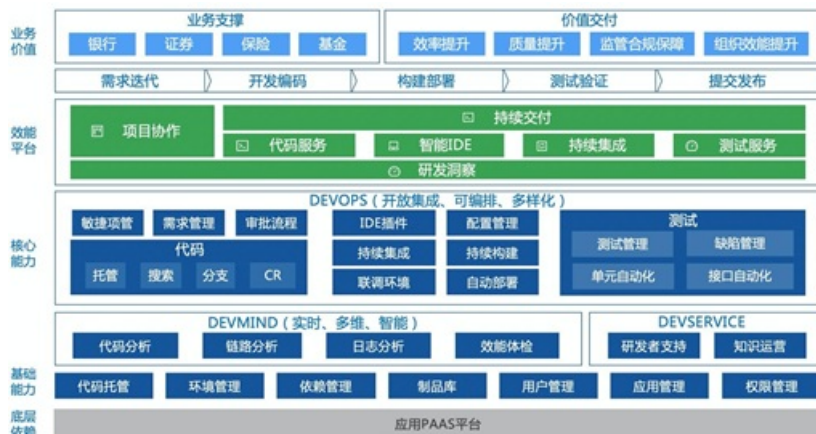 业务价值
业务支撑
银行
证券
保险
基金
价值交付
效率提升
质量提升
监管合规保障
组织效能提升
需求迭代
开发编码
构建部署
测试验证
提交发布
效能平台
项目协作
持续交付
代码服务
智能IDE
持续集成
测试服务
研发洞察
核心能力
DEVOPS（开放集成、可编排、多样化）
敏捷项管
需求管理
审批流程
代码
托管
搜索
分支
CR
IDE插件
配置管理
持续集成
持续构建
联调环境
自动部署
测试
测试管理
缺陷管理
单元自动化
接口自动化
DEVMIND（实时、多维、智能）
代码分析
链路分析
日志分析
效能体检
DEVSERVICE
研发者支持
知识运营
基础能力
代码托管
环境管理
依赖管理
制品库
用户管理
应用管理
权限管理
底层依赖
应用PAAS平台